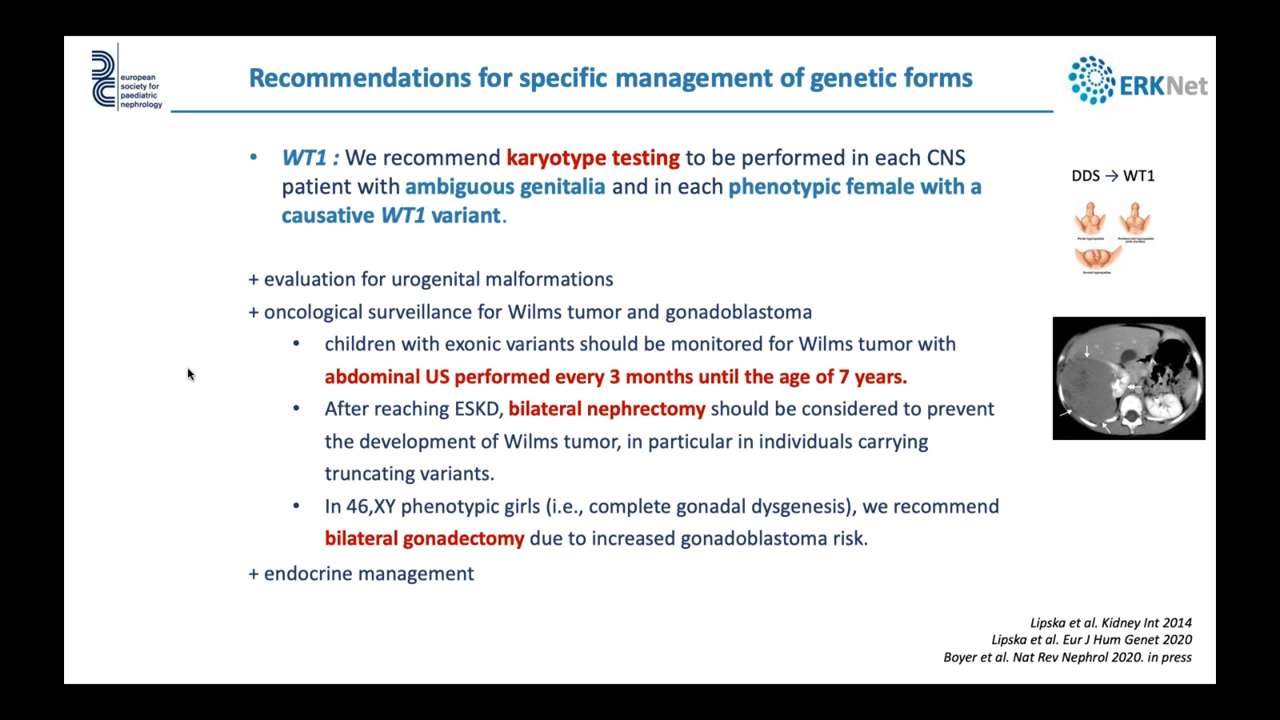 european
society for
paediatric
nephrology
Recommendations for specific management of genetic forms
ERKNet
• WT1 : We recommend karyotype testing to be performed in each CNS
patient with ambiguous genitalia and in each phenotypic female with a
causative WT1 variant.
DDS → WT1
+ evaluation for urogenital malformations
+ oncological surveillance for Wilms tumor and gonadoblastoma
• children with exonic variants should be monitored for Wilms tumor with
abdominal US performed every 3 months until the age of 7 years.
• After reaching ESKD, bilateral nephrectomy should be considered to prevent
the development of Wilms tumor, in particular in individuals carrying
truncating variants.
• In 46,XY phenotypic girls (i.e., complete gonadal dysgenesis), we recommend
bilateral gonadectomy due to increased gonadoblastoma risk.
+ endocrine management
Lipska et al. Kidney Int 2014
Lipska et al. Eur J Hum Genet 2020
Boyer et al. Nat Rev Nephrol 2020. in press